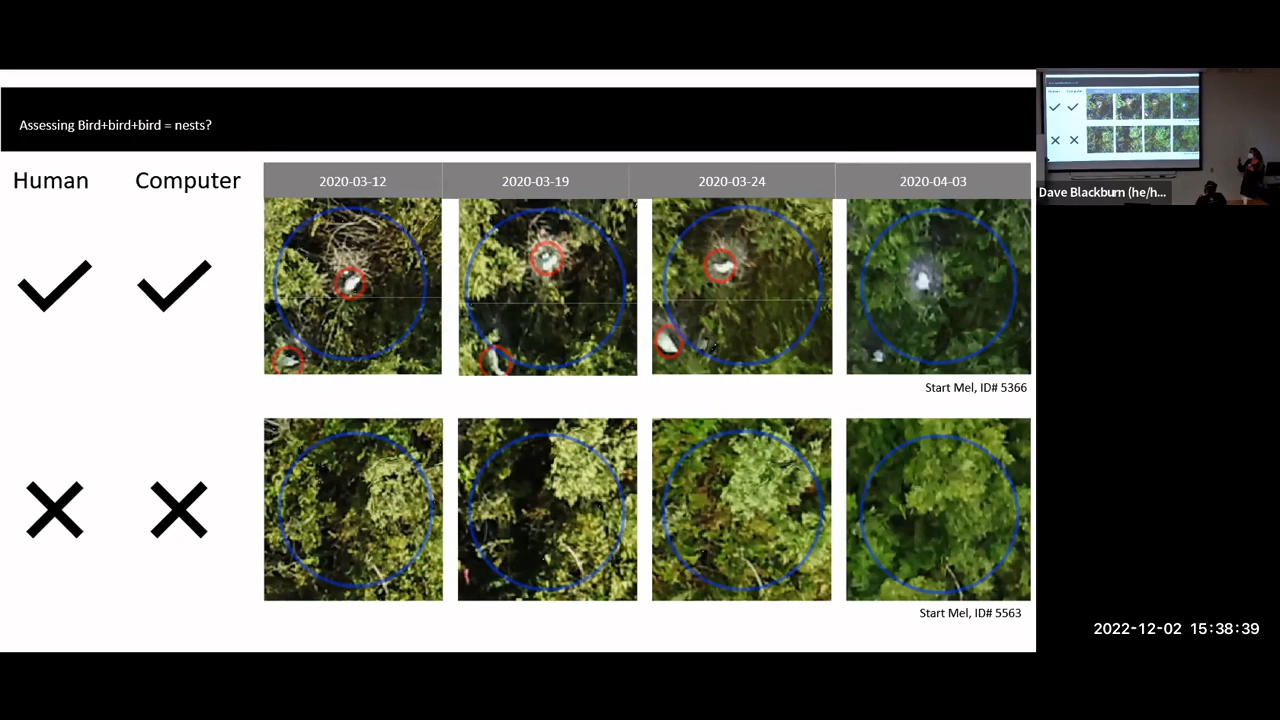 Assessing Bird+bird+bird = nests?
Human Computer 2020-03-12 2020-03-19 2020-03-24 2020-04-03
Start Mel, ID# 5366
Start Mel, ID# 5563
Dave Blackburn (he/h...
2022-12-02 15:38:39